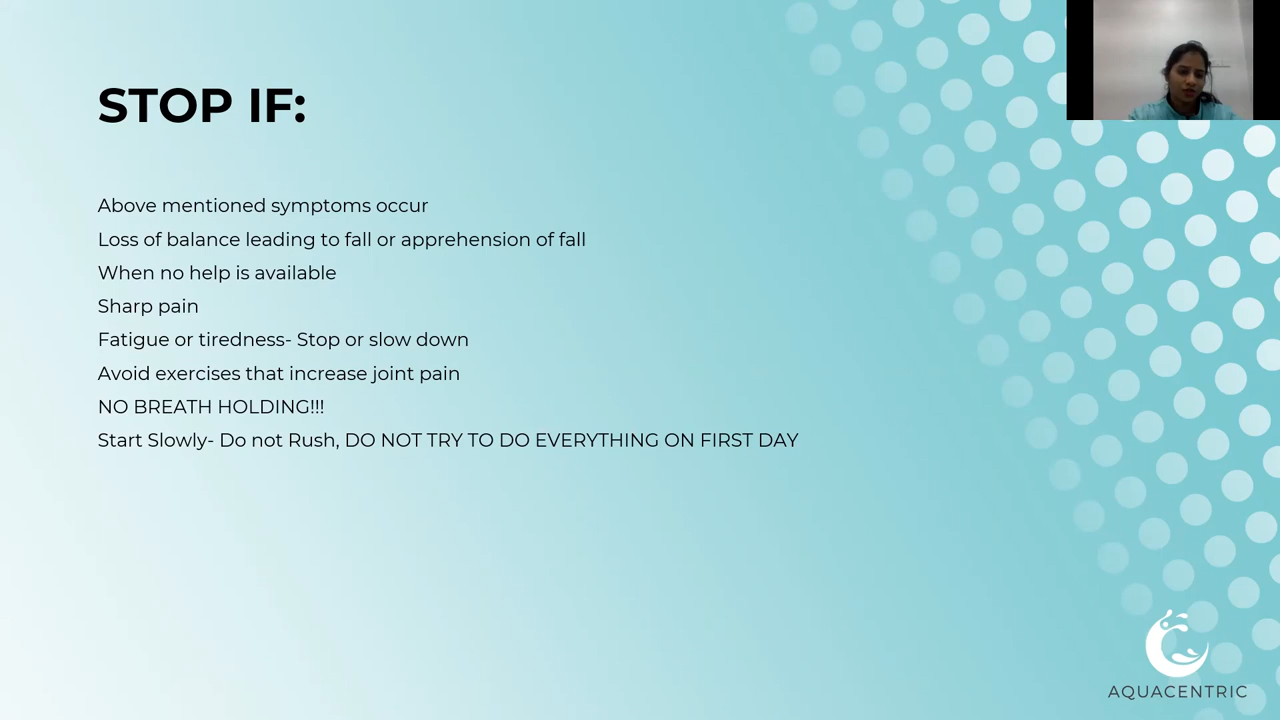 STOP IF:
Above mentioned symptoms occur
Loss of balance leading to fall or apprehension of fall
When no help is available
Sharp pain
Fatigue or tiredness- Stop or slow down
Avoid exercises that increase joint pain
NO BREATH HOLDING!!!
Start Slowly- Do not Rush, DO NOT TRY TO DO EVERYTHING ON FIRST DAY
AQUACENTRIC